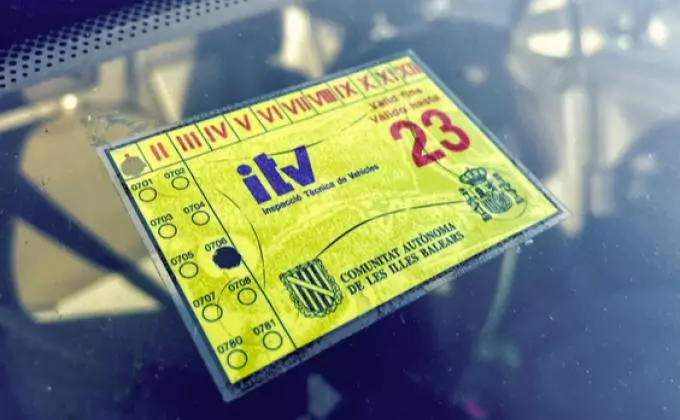 II III IV V VI VII VIII IX X XI XII
Vàlid fins
Válido hasta
23
itv
Inspecció Tècnica de Vehicles
0701 0702
0703 0704
0705 0706
0707 0708
0780 0781
COMUNITAT AUTÒNOMA
DE LES ILLES BALEARS